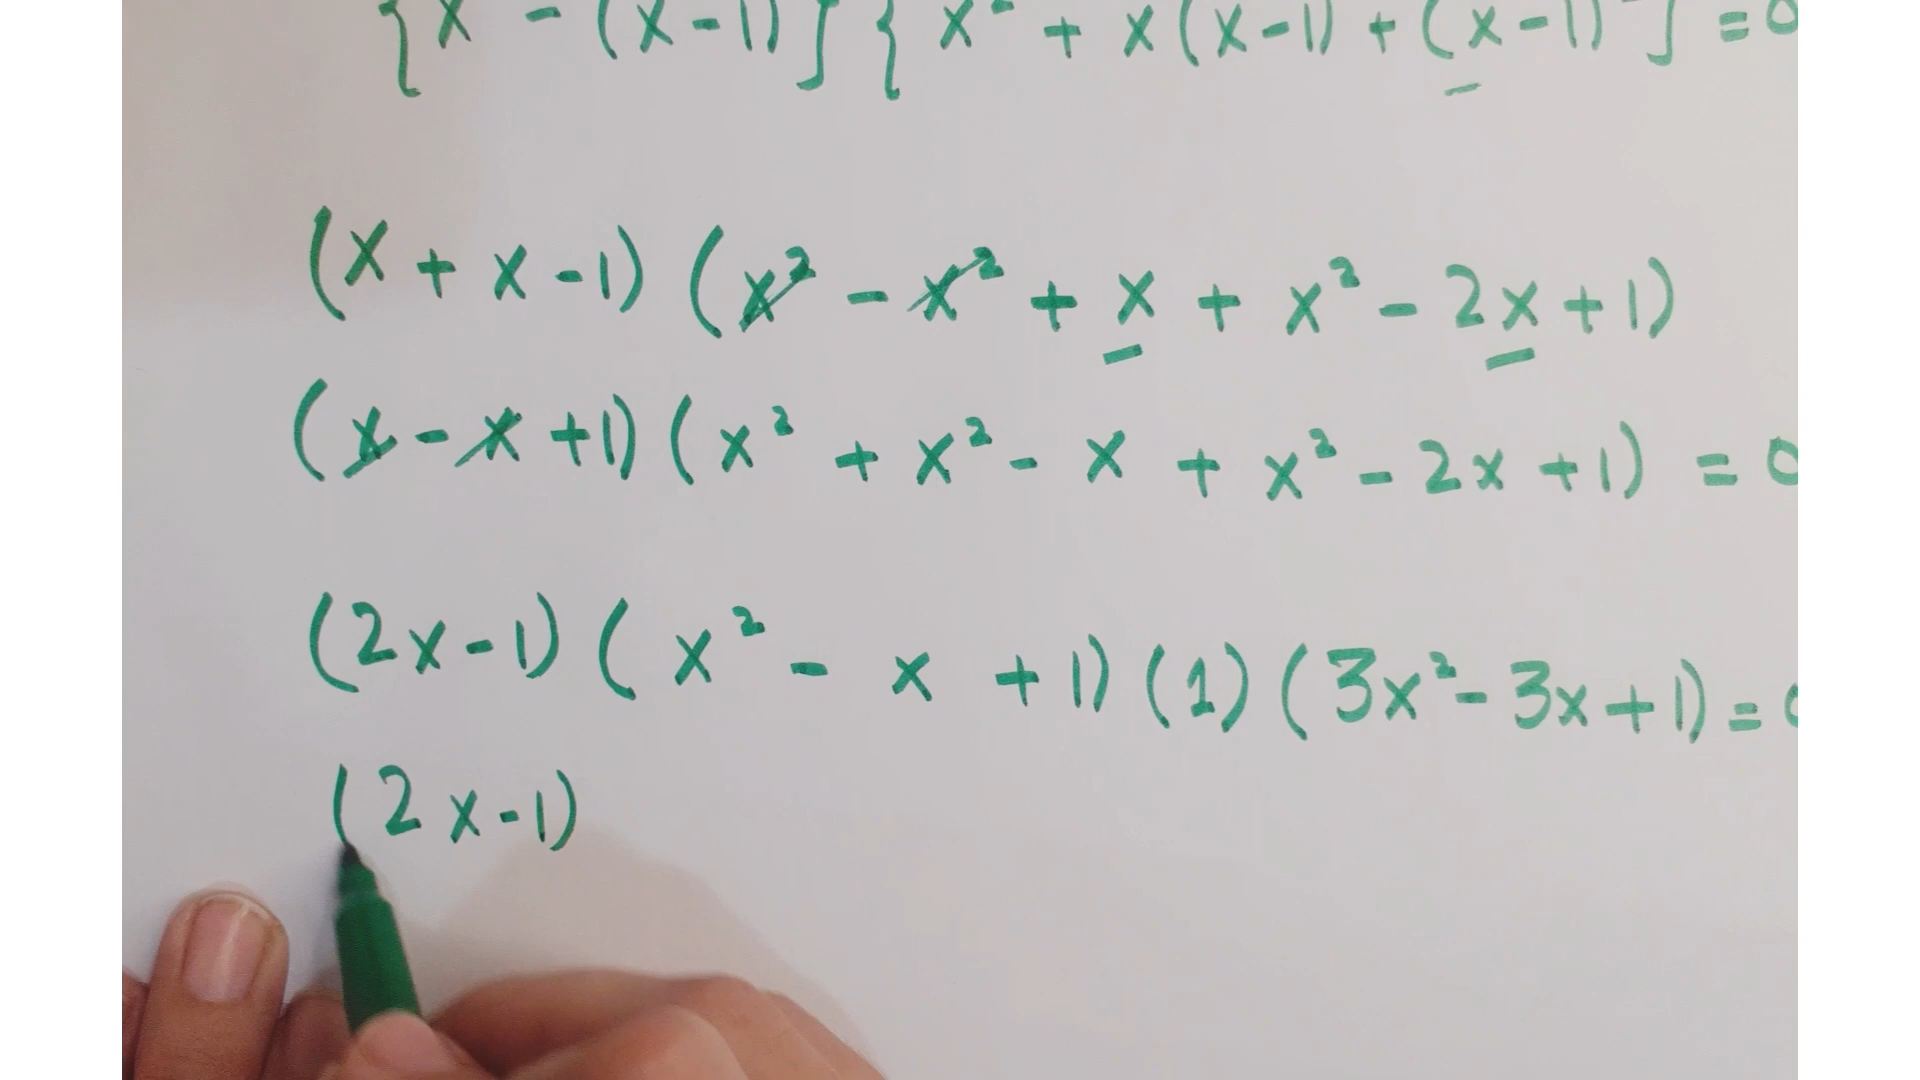 {x - (x-1)} {x² + x(x-1) + (x-1)²} = 0
(x + x -1) (x² - x² + x + x² - 2x +1)
(x - x +1) (x² + x² - x + x² - 2x +1) = 0
(2x -1) ( x² - x +1) (1) (3x² - 3x +1) = 0
(2x -1)